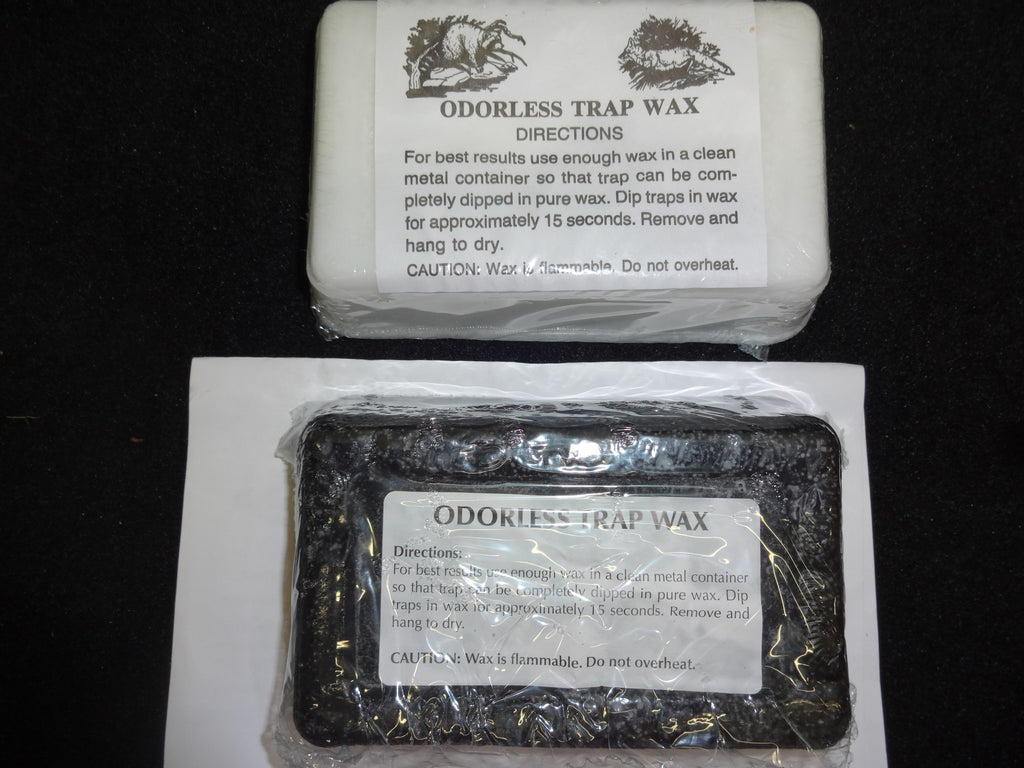 ODORLESS TRAP WAX
DIRECTIONS
For best results use enough wax in a clean
metal container so that trap can be com-
pletely dipped in pure wax. Dip traps in wax
for approximately 15 seconds. Remove and
hang to dry.
CAUTION: Wax is flammable. Do not overheat.
ODORLESS TRAP WAX
Directions:
For best results use enough wax in a clean metal container
so that trap can be completely dipped in pure wax. Dip
traps in wax for approximately 15 seconds. Remove and
hang to dry.
CAUTION: Wax is flammable. Do not overheat.